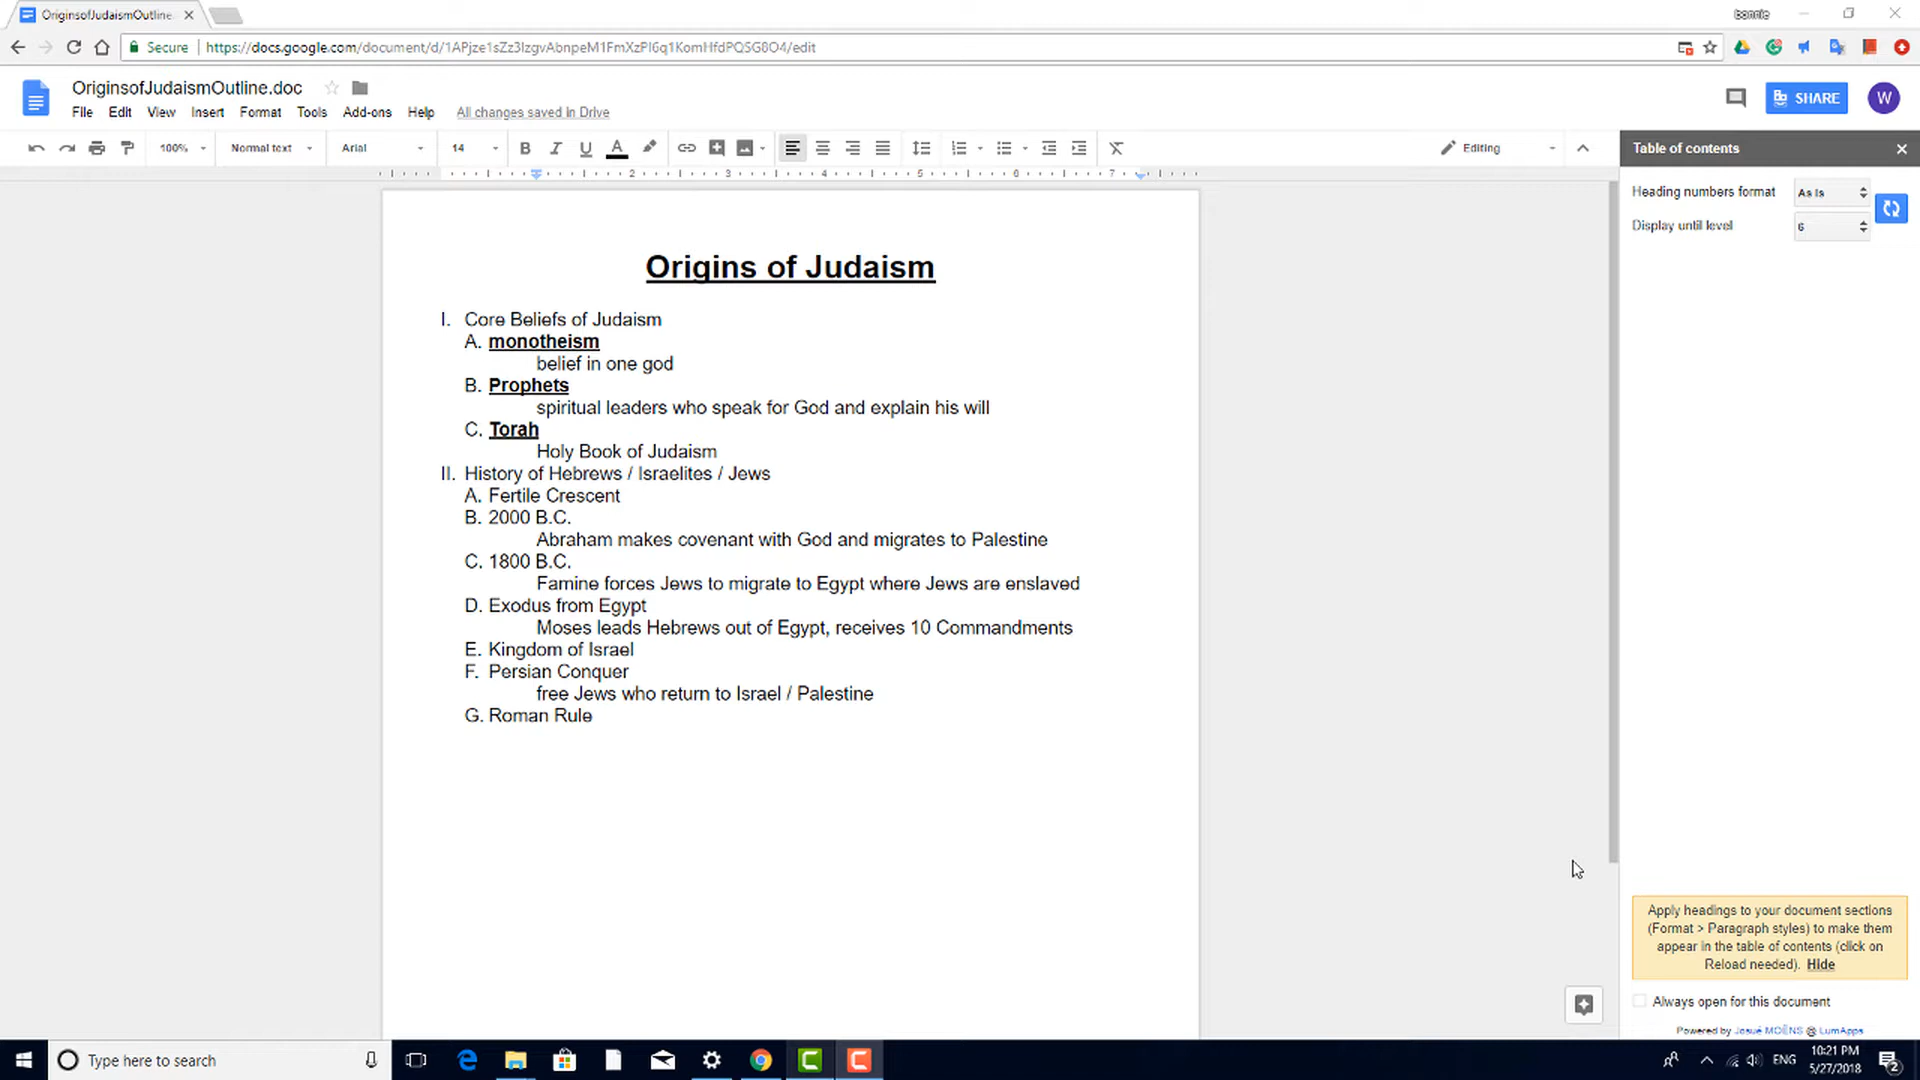 OriginsofJudaismOutline
bonnie
Secure
https://docs.google.com/document/d/1APjze1sZz3IzgvAbnpeM1FmXzPl6q1KomHfdPQSG8O4/edit
OriginsofJudaismOutline.doc
File Edit View Insert Format Tools Add-ons Help All changes saved in Drive
SHARE
W
100% Normal text Arial 14 B I U A Editing
2 3 4 5 6 7
Table of contents
Heading numbers format As is
Display until level 6
Origins of Judaism
I. Core Beliefs of Judaism
A. monotheism
belief in one god
B. Prophets
spiritual leaders who speak for God and explain his will
C. Torah
Holy Book of Judaism
II. History of Hebrews / Israelites / Jews
A. Fertile Crescent
B. 2000 B.C.
Abraham makes covenant with God and migrates to Palestine
C. 1800 B.C.
Famine forces Jews to migrate to Egypt where Jews are enslaved
D. Exodus from Egypt
Moses leads Hebrews out of Egypt, receives 10 Commandments
E. Kingdom of Israel
F. Persian Conquer
free Jews who return to Israel / Palestine
G. Roman Rule
Apply headings to your document sections
(Format > Paragraph styles) to make them
appear in the table of contents (click on
Reload needed). Hide
Always open for this document
Powered by Josué MOËNS @ LumApps
Type here to search
ENG
10:21 PM
5/27/2018
2